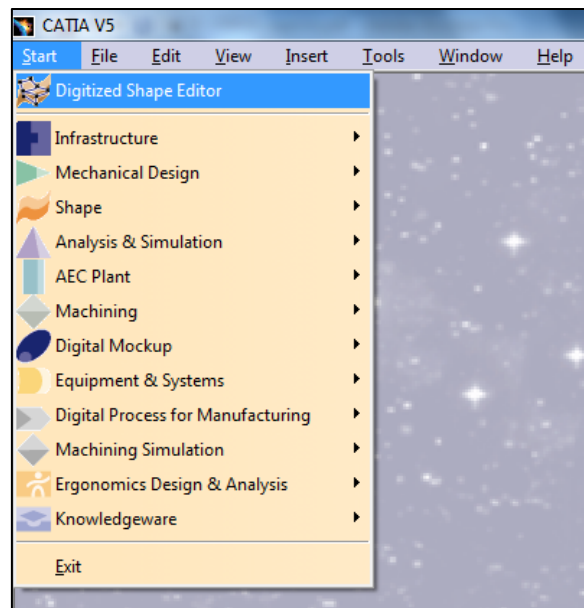 CATIA V5
Start File Edit View Insert Tools Window Help
Digitized Shape Editor
Infrastructure
Mechanical Design
Shape
Analysis & Simulation
AEC Plant
Machining
Digital Mockup
Equipment & Systems
Digital Process for Manufacturing
Machining Simulation
Ergonomics Design & Analysis
Knowledgeware
Exit